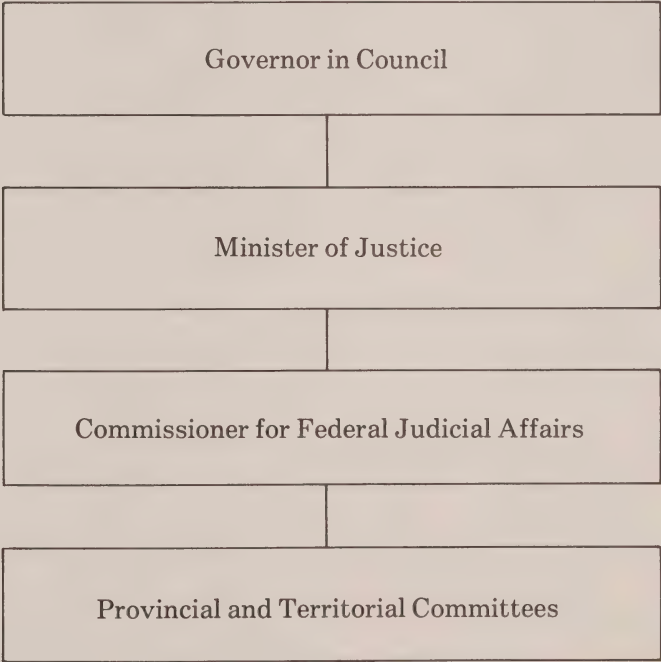 Governor in Council
Minister of Justice
Commissioner for Federal Judicial Affairs
Provincial and Territorial Committees